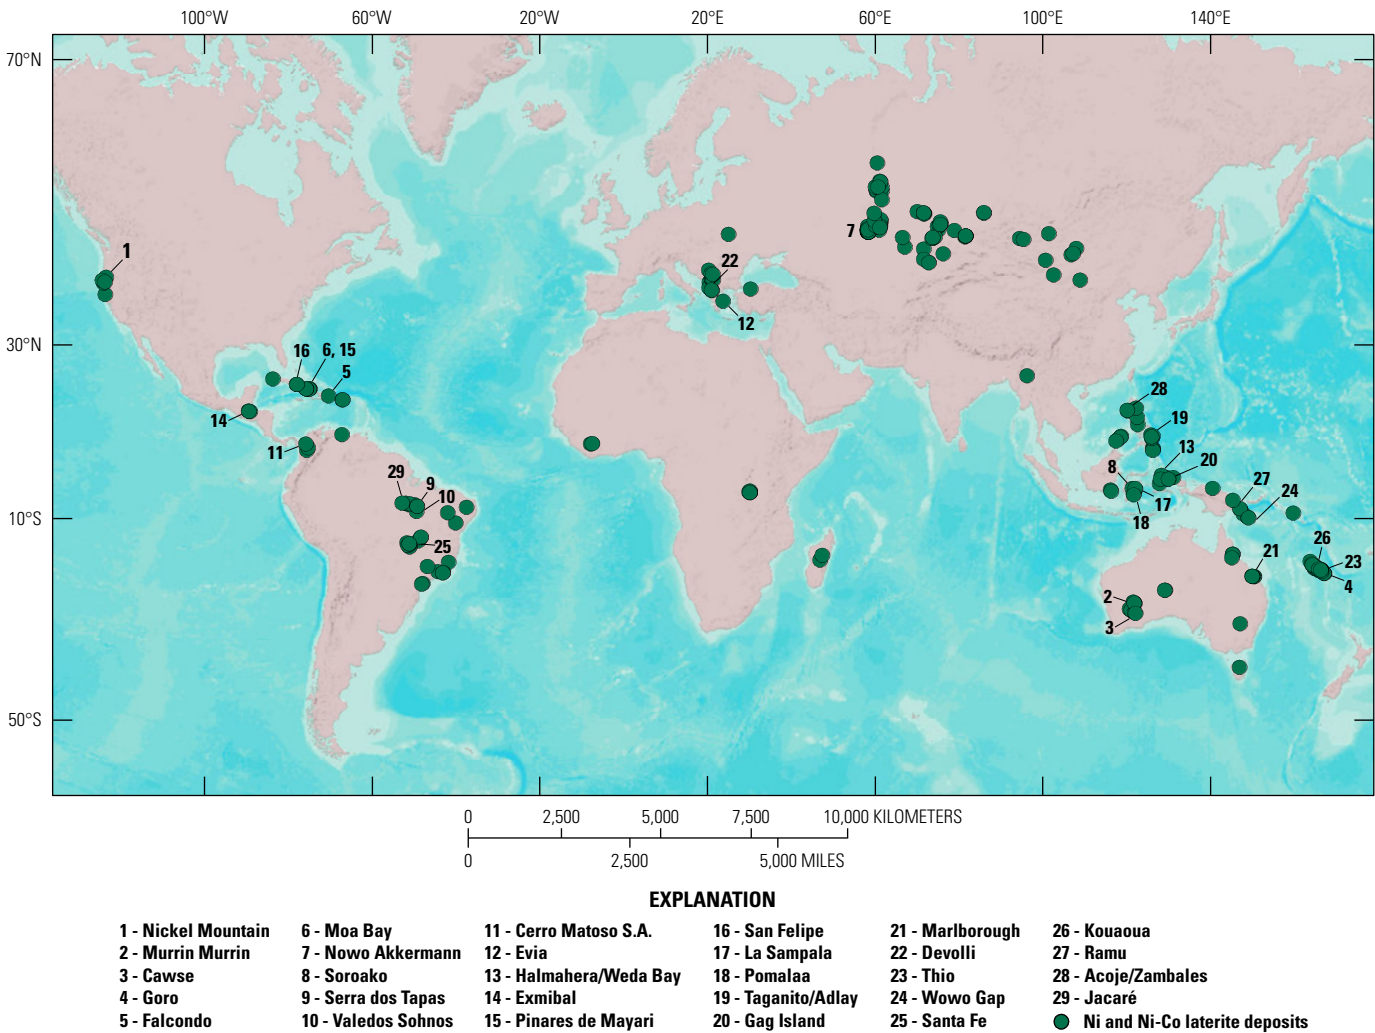 100°W 60°W 20°W 20°E 60°E 100°E 140°E
70°N
30°N
10°S
50°S
1
7
22
12
16
6, 15
5
14
11
28
19
13
20
8
17
18
27
24
29
9
10
25
21
26
23
4
2
3
0 2,500 5,000 7,500 10,000 KILOMETERS
0 2,500 5,000 MILES
EXPLANATION
1 - Nickel Mountain
2 - Murrin Murrin
3 - Cawse
4 - Goro
5 - Falcondo
6 - Moa Bay
7 - Nowo Akkermann
8 - Soroako
9 - Serra dos Tapas
10 - Valedos Sohnos
11 - Cerro Matoso S.A.
12 - Evia
13 - Halmahera/Weda Bay
14 - Exmibal
15 - Pinares de Mayari
16 - San Felipe
17 - La Sampala
18 - Pomalaa
19 - Taganito/Adlay
20 - Gag Island
21 - Marlborough
22 - Devolli
23 - Thio
24 - Wowo Gap
25 - Santa Fe
26 - Kouaoua
27 - Ramu
28 - Acoje/Zambales
29 - Jacaré
Ni and Ni-Co laterite deposits